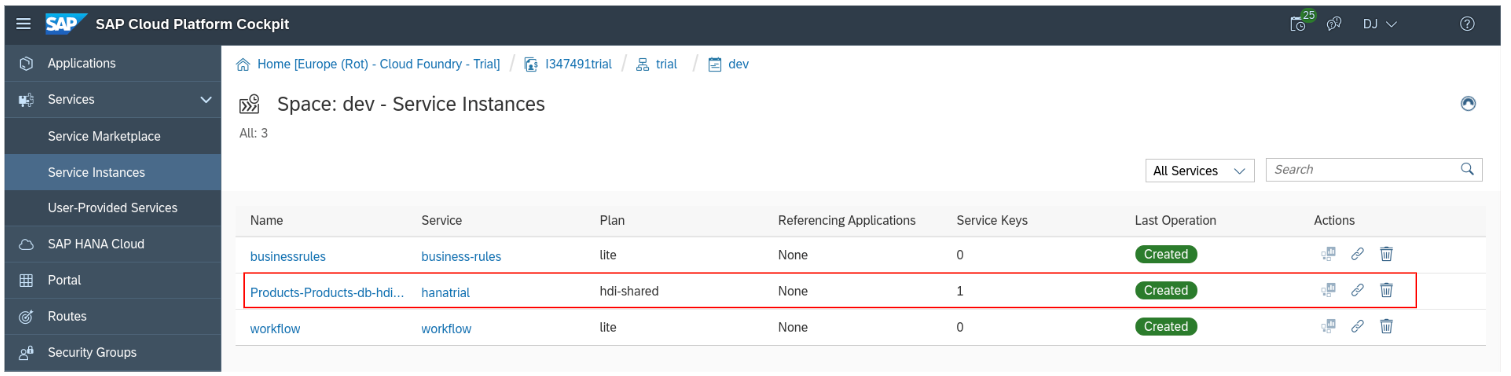 SAP SAP Cloud Platform Cockpit 25 DJ
Applications
Services
Service Marketplace
Service Instances
User-Provided Services
SAP HANA Cloud
Portal
Routes
Security Groups
Home [Europe (Rot) - Cloud Foundry - Trial] / I347491trial / trial / dev
Space: dev - Service Instances
All: 3
All Services Search
Name Service Plan Referencing Applications Service Keys Last Operation Actions
businessrules business-rules lite None 0 Created
Products-Products-db-hdi... hanatrial hdi-shared None 1 Created
workflow workflow lite None 0 Created